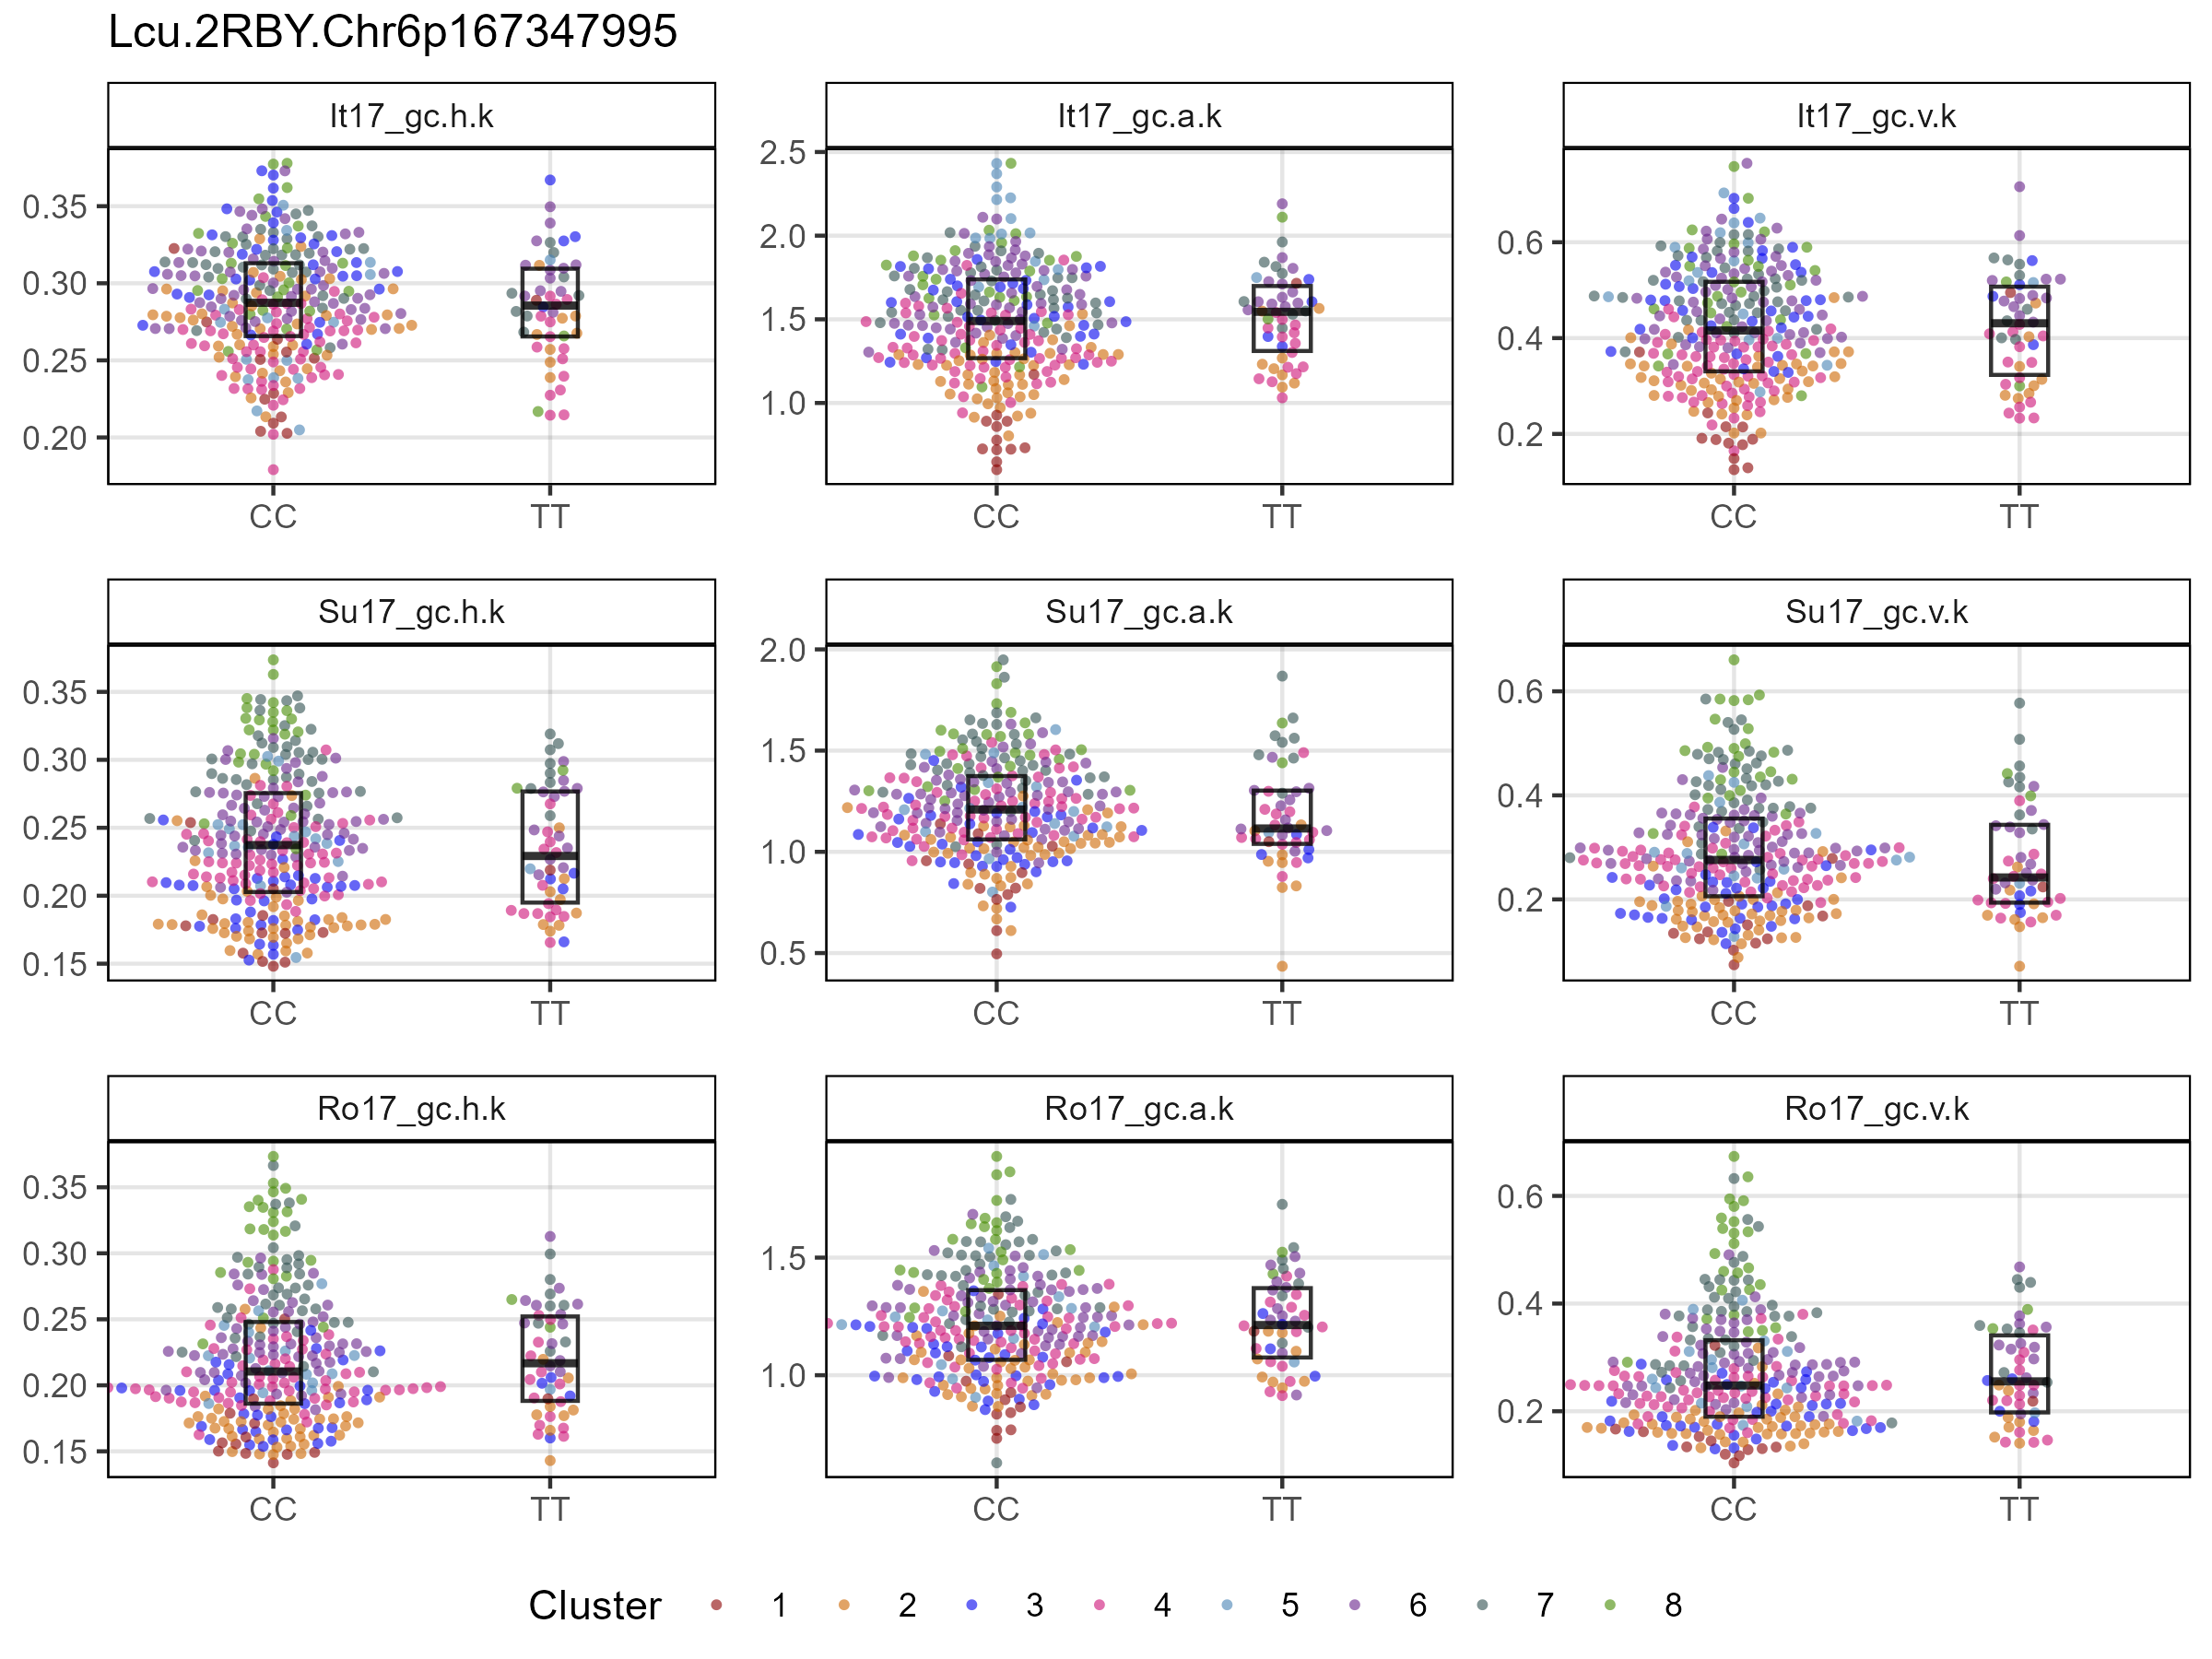 Lcu.2RBY.Chr6p167347995
It17_gc.h.k It17_gc.a.k It17_gc.v.k
0.35 0.30 0.25 0.20
2.5 2.0 1.5 1.0
0.6 0.4 0.2
CC TT CC TT CC TT
Su17_gc.h.k Su17_gc.a.k Su17_gc.v.k
0.35 0.30 0.25 0.20 0.15
2.0 1.5 1.0 0.5
0.6 0.4 0.2
CC TT CC TT CC TT
Ro17_gc.h.k Ro17_gc.a.k Ro17_gc.v.k
0.35 0.30 0.25 0.20 0.15
1.5 1.0
0.6 0.4 0.2
CC TT CC TT CC TT
Cluster 1 2 3 4 5 6 7 8